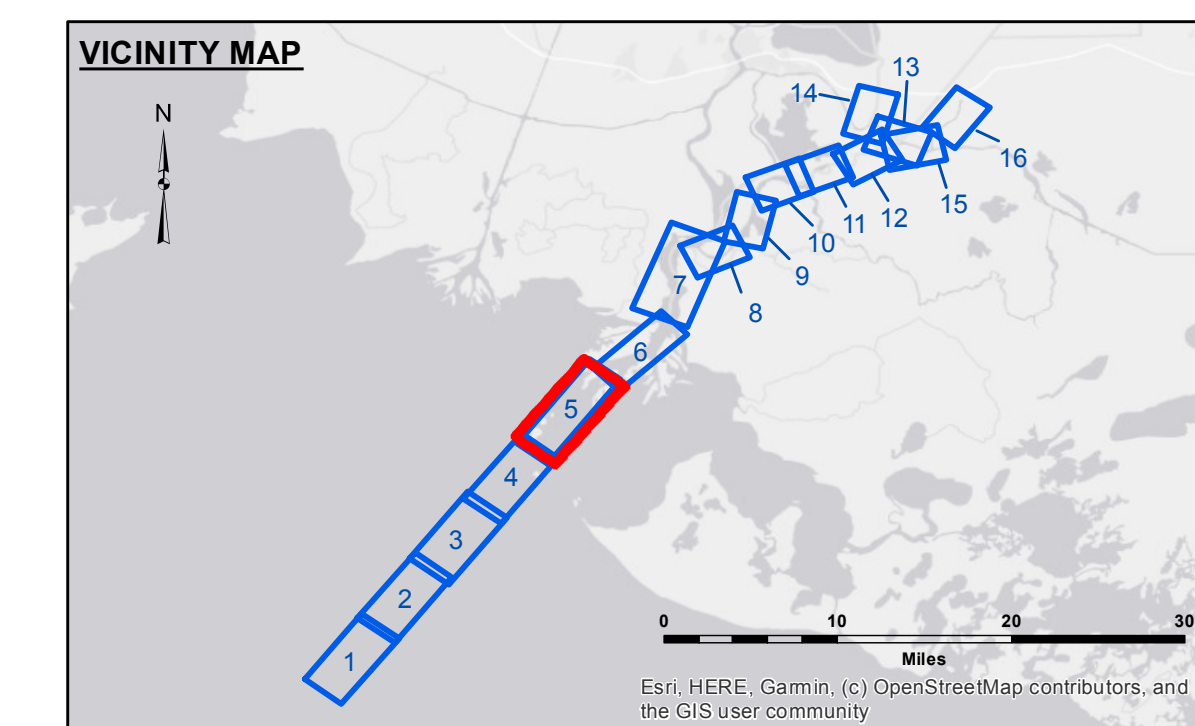 VICINITY MAP
N
13
14
16
15
12
11
10
9
8
7
6
5
4
3
2
1
0 10 20 30
Miles
Esri, HERE, Garmin, (c) OpenStreetMap contributors, and
the GIS user community